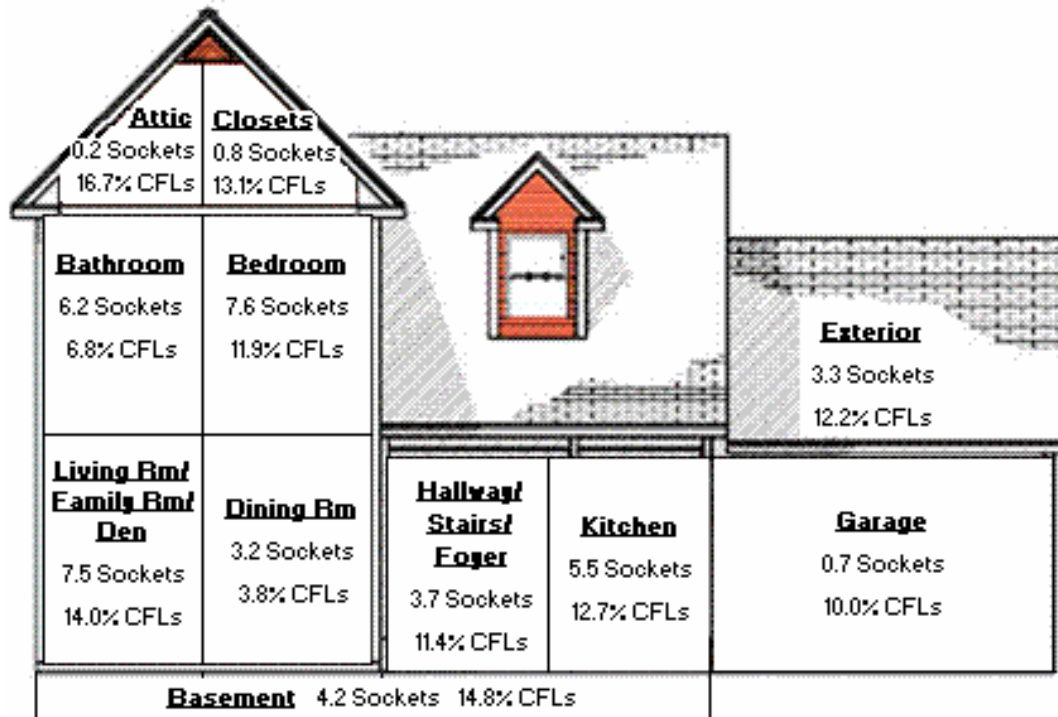 Attic
0.2 Sockets
16.7% CFLs
Closets
0.8 Sockets
13.1% CFLs
Bathroom
6.2 Sockets
6.8% CFLs
Bedroom
7.6 Sockets
11.9% CFLs
Exterior
3.3 Sockets
12.2% CFLs
Living Rm/
Family Rm/
Den
7.5 Sockets
14.0% CFLs
Dining Rm
3.2 Sockets
3.8% CFLs
Hallway/
Stairs/
Foyer
3.7 Sockets
11.4% CFLs
Kitchen
5.5 Sockets
12.7% CFLs
Garage
0.7 Sockets
10.0% CFLs
Basement 4.2 Sockets 14.8% CFLs